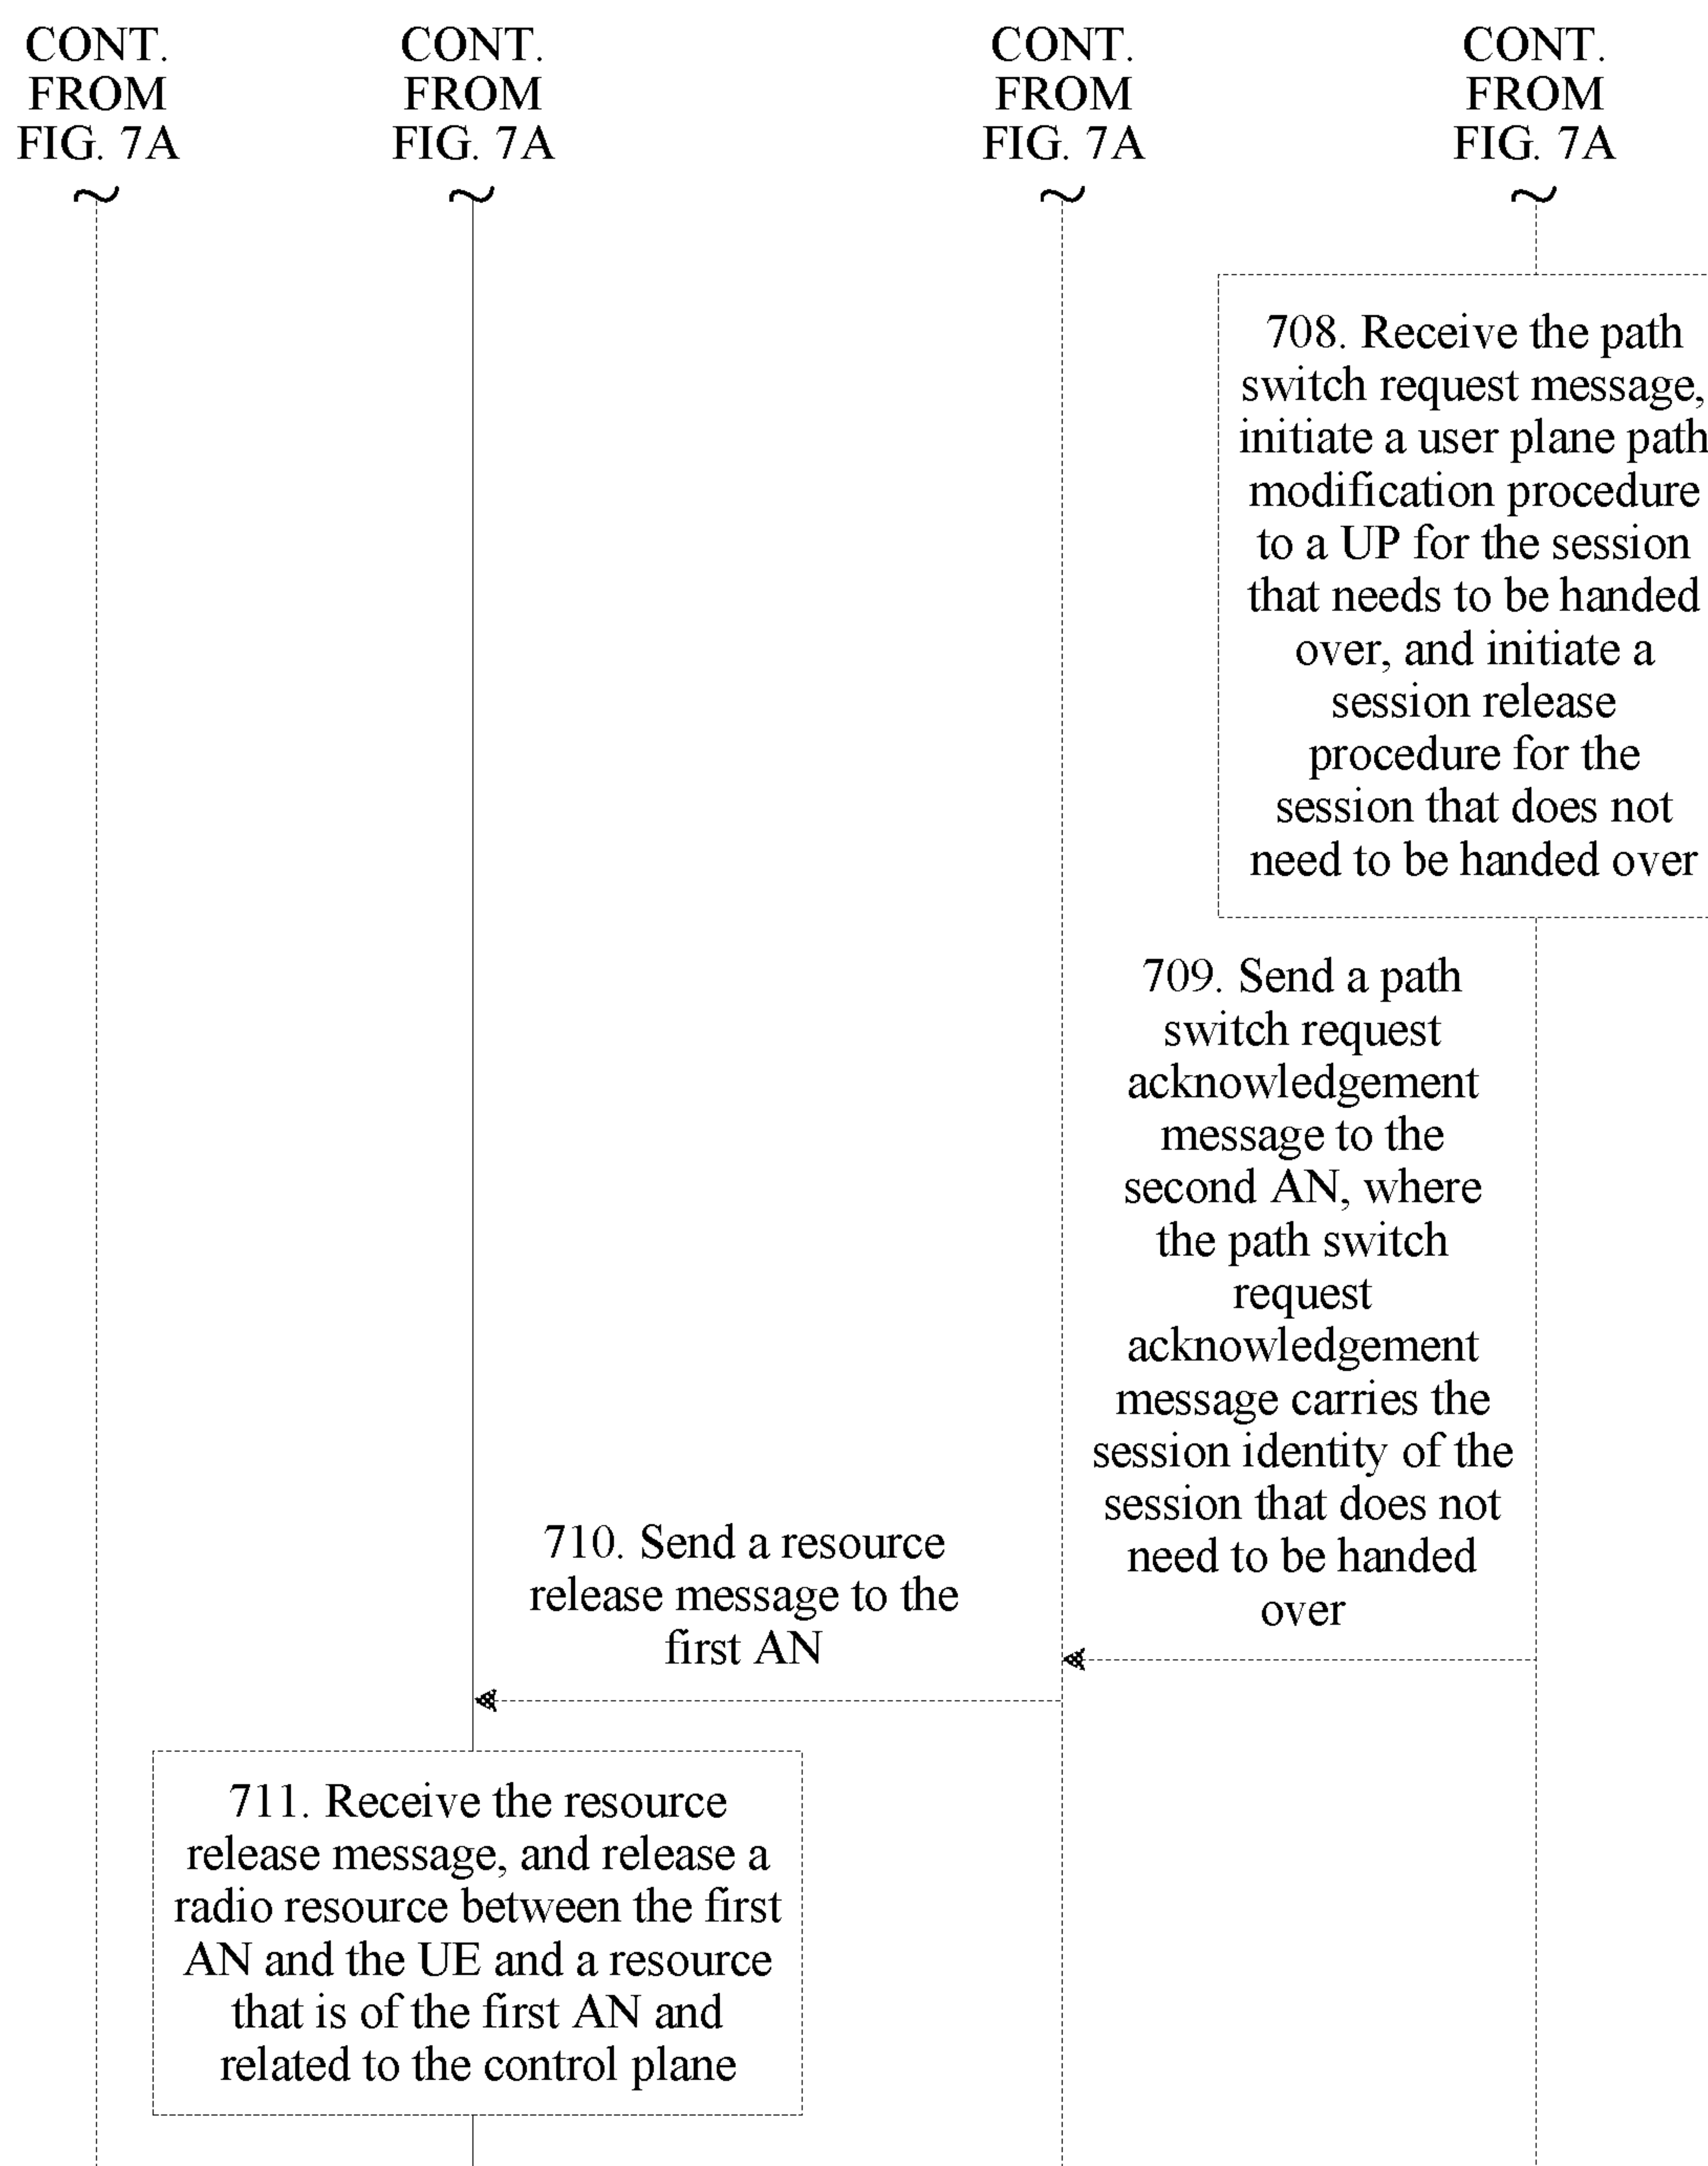 CONT.
FROM
FIG. 7A
CONT.
FROM
FIG. 7A
CONT.
FROM
FIG. 7A
CONT.
FROM
FIG. 7A
708. Receive the path
switch request message,
initiate a user plane path
modification procedure
to a UP for the session
that needs to be handed
over, and initiate a
session release
procedure for the
session that does not
need to be handed over
709. Send a path
switch request
acknowledgement
message to the
second AN, where
the path switch
request
acknowledgement
message carries the
session identity of the
session that does not
need to be handed
over
710. Send a resource
release message to the
first AN
711. Receive the resource
release message, and release a
radio resource between the first
AN and the UE and a resource
that is of the first AN and
related to the control plane